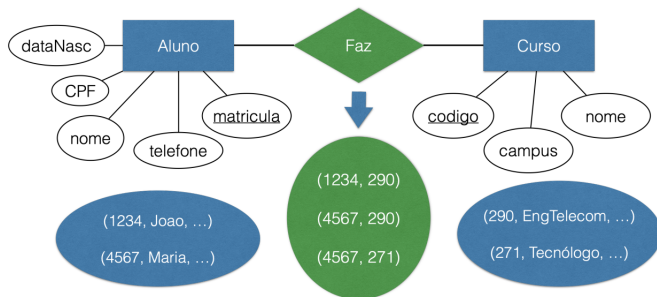 dataNasc
Aluno
Faz
Curso
CPF
nome
telefone
matricula
codigo
campus
nome
(1234, Joao, …)
(4567, Maria, …)
(1234, 290)
(4567, 290)
(4567, 271)
(290, EngTelecom, …)
(271, Tecnólogo, …)